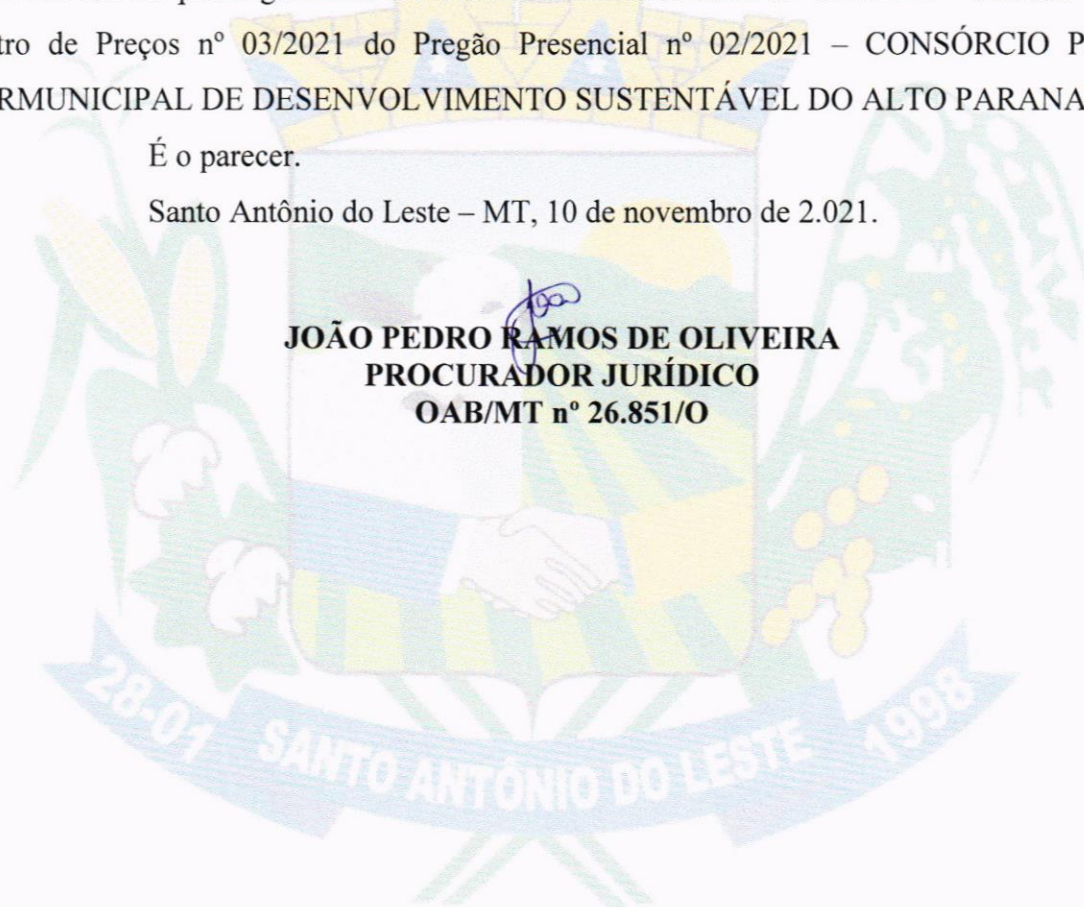 tro de Preços nº 03/2021 do Pregão Presencial nº 02/2021 – CONSÓRCIO P
RMUNICIPAL DE DESENVOLVIMENTO SUSTENTÁVEL DO ALTO PARANA
É o parecer.
Santo Antônio do Leste – MT, 10 de novembro de 2.021.
JOÃO PEDRO RAMOS DE OLIVEIRA
PROCURADOR JURÍDICO
OAB/MT nº 26.851/O
28-01 SANTO ANTÔNIO DO LESTE 1998